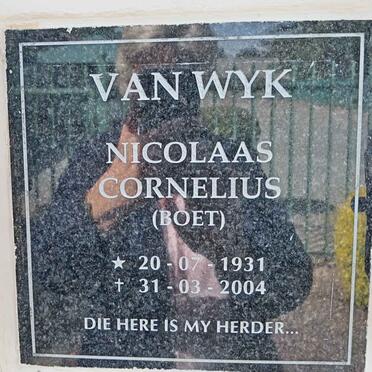 VAN WYK
NICOLAAS
CORNELIUS
(BOET)
★ 20 - 07 - 1931
† 31 - 03 - 2004
DIE HERE IS MY HERDER...